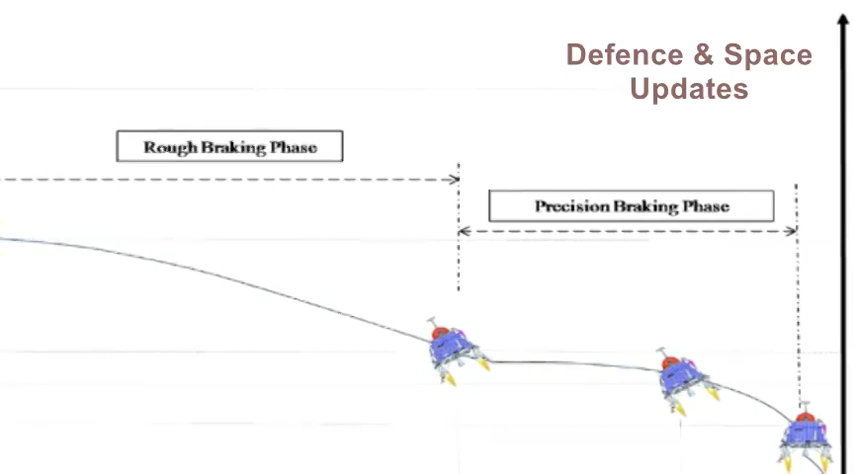 Defence & Space
Updates
Rough Braking Phase
Precision Braking Phase